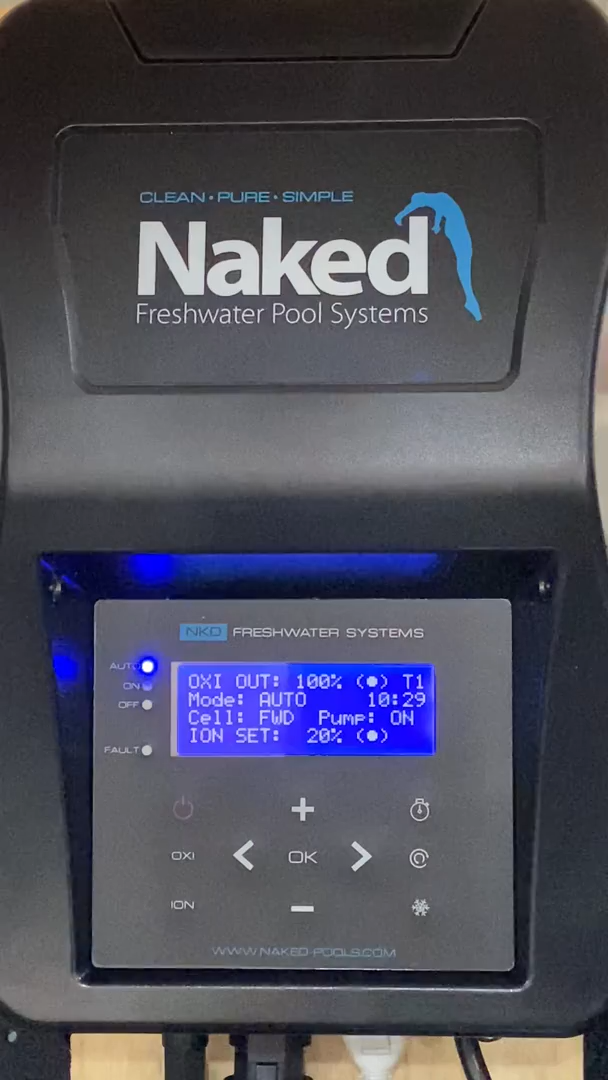 CLEAN • PURE • SIMPLE
Naked
Freshwater Pool Systems
NKD FRESHWATER SYSTEMS
AUTO
ON
OFF
FAULT
OXI OUT: 100% (●) T1
Mode: AUTO 10:29
Cell: FWD Pump: ON
ION SET: 20% (●)
OXI
OK
ION
WWW.NAKED-POOLS.COM